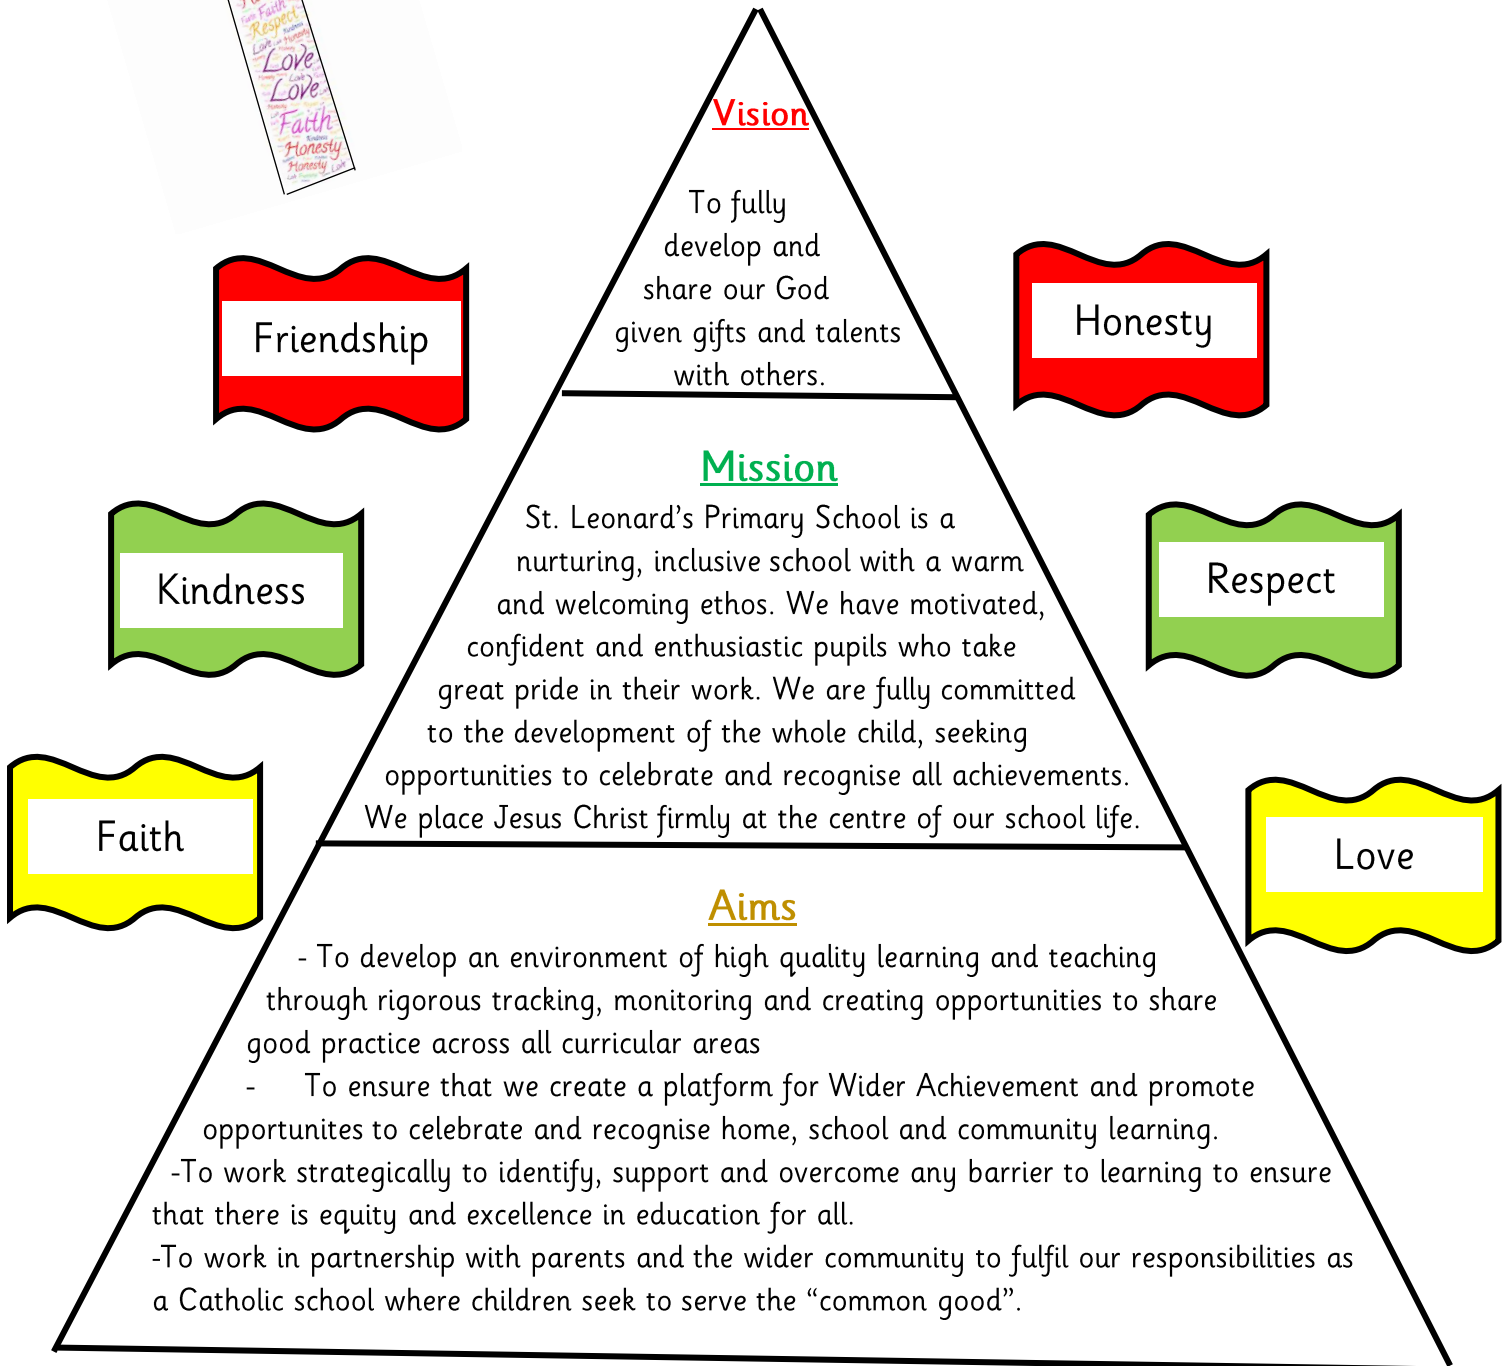 Faith
Respect
Love
Honesty
Love
Love
Faith
Kindness
Honesty
Honesty
Love
Vision
To fully
develop and
share our God
given gifts and talents
with others.
Friendship
Honesty
Mission
St. Leonard’s Primary School is a
nurturing, inclusive school with a warm
and welcoming ethos. We have motivated,
confident and enthusiastic pupils who take
great pride in their work. We are fully committed
to the development of the whole child, seeking
opportunities to celebrate and recognise all achievements.
We place Jesus Christ firmly at the centre of our school life.
Kindness
Respect
Faith
Love
Aims
- To develop an environment of high quality learning and teaching
through rigorous tracking, monitoring and creating opportunities to share
good practice across all curricular areas
- To ensure that we create a platform for Wider Achievement and promote
opportunites to celebrate and recognise home, school and community learning.
-To work strategically to identify, support and overcome any barrier to learning to ensure
that there is equity and excellence in education for all.
-To work in partnership with parents and the wider community to fulfil our responsibilities as
a Catholic school where children seek to serve the “common good”.